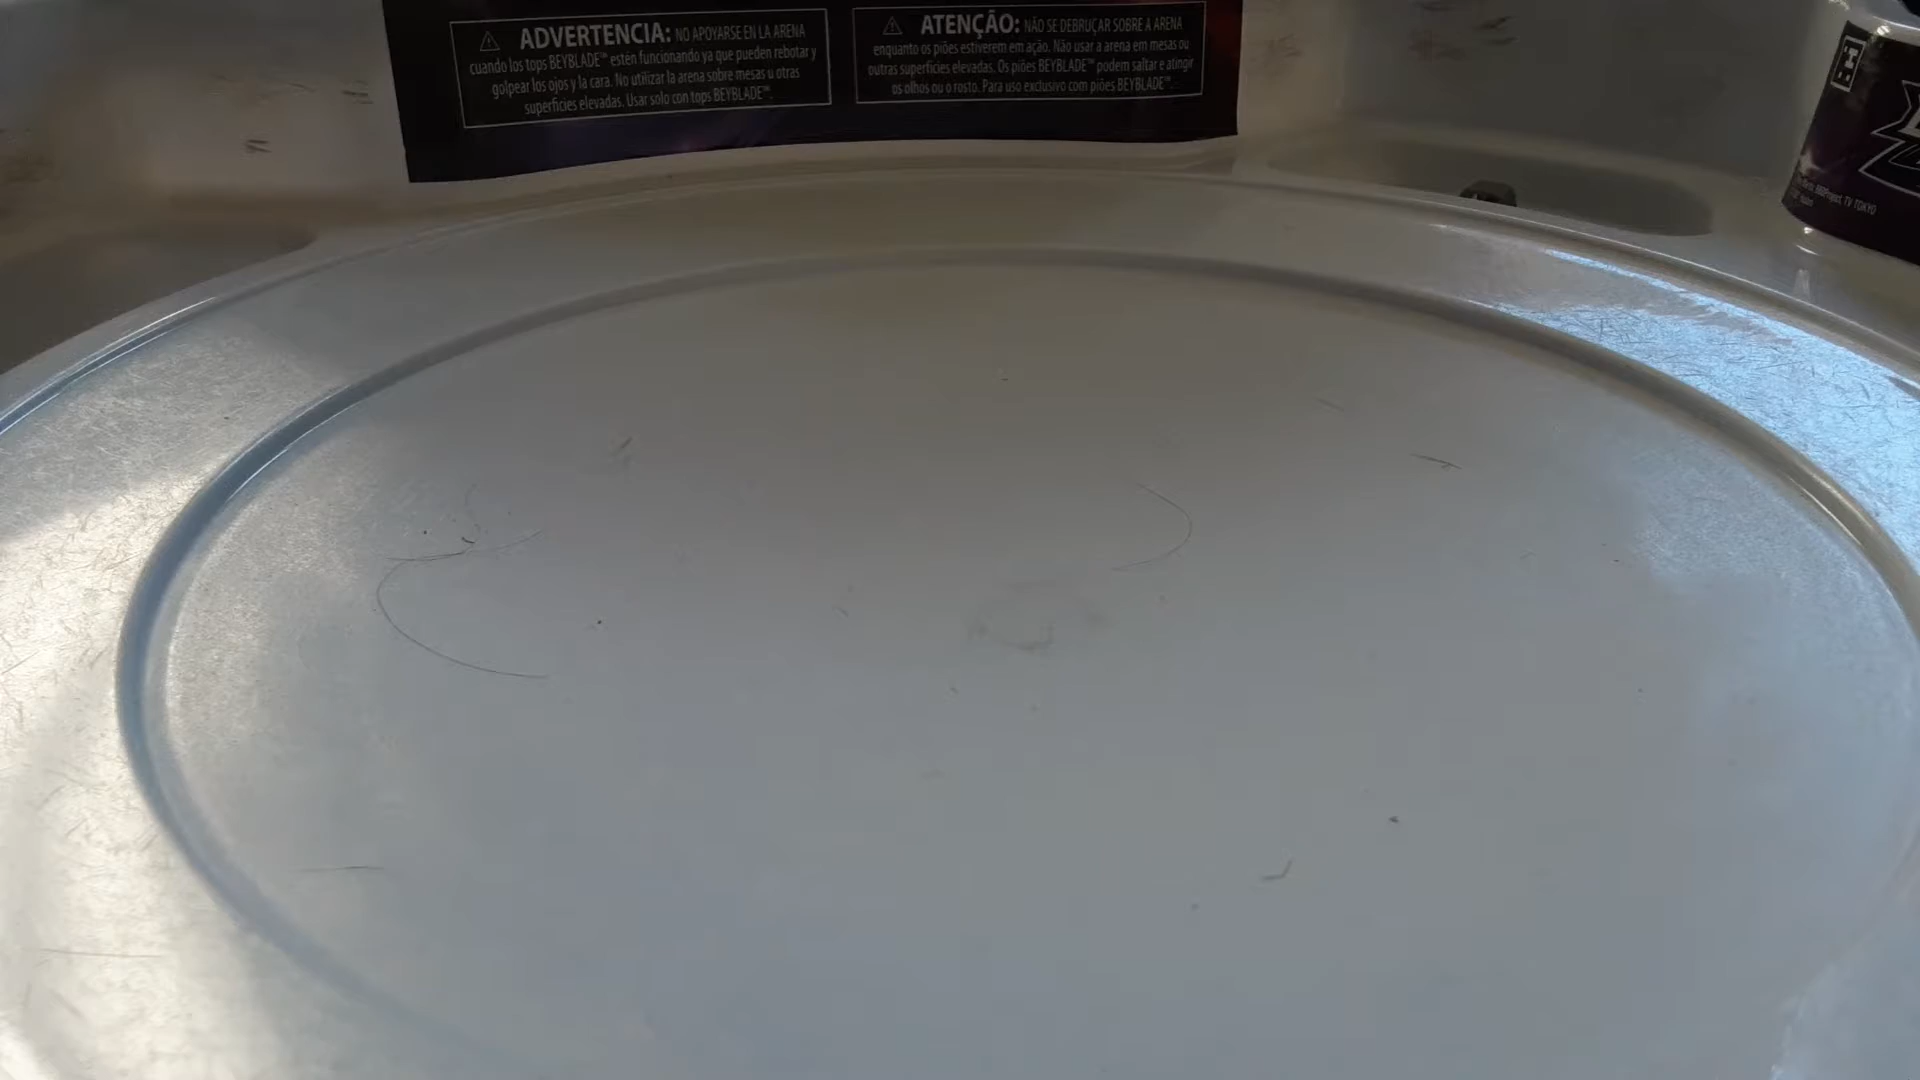 ADVERTENCIA: NO APOYARSE EN LA ARENA
cuando los tops BEYBLADE™ estén funcionando ya que pueden rebotar y
golpear los ojos y la cara. No utilizar la arena sobre mesas u otras
superficies elevadas. Usar solo con tops BEYBLADE™.
ATENÇÃO: NÃO SE DEBRUÇAR SOBRE A ARENA
enquanto os piões estiverem em ação. Não usar a arena em mesas ou
outras superfícies elevadas. Os piões BEYBLADE™ podem saltar e atingir
os olhos ou o rosto. Para uso exclusivo com piões BEYBLADE™.
TV TOKYO